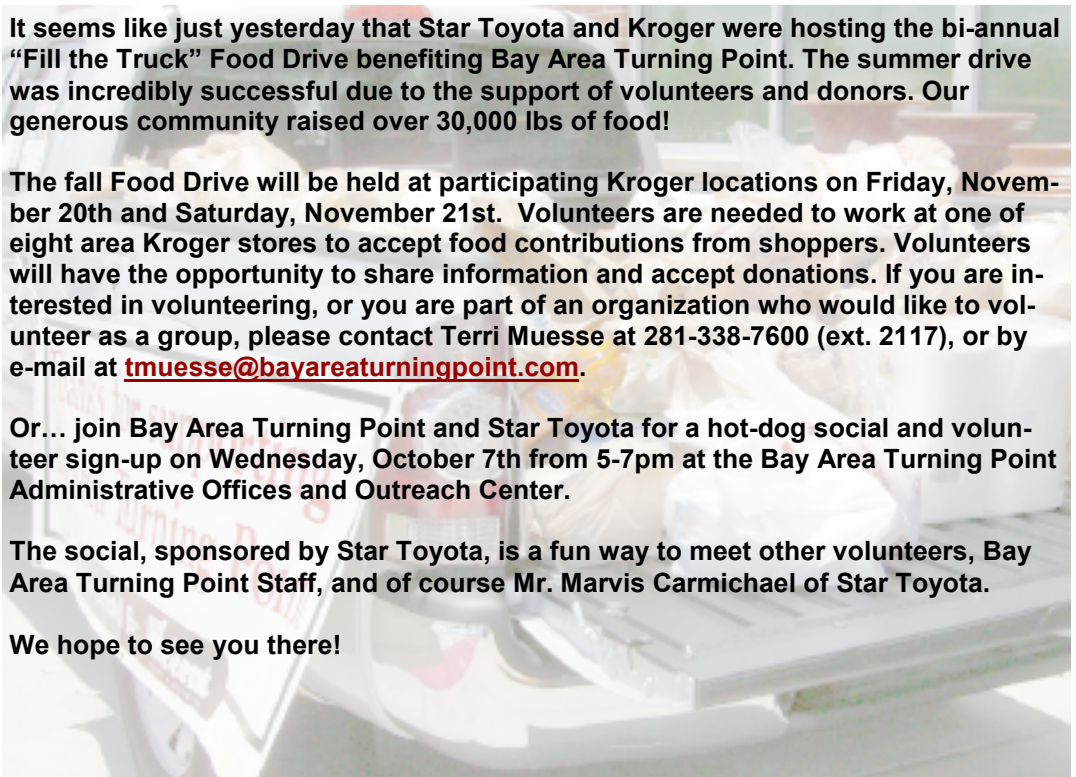 It seems like just yesterday that Star Toyota and Kroger were hosting the bi-annual
“Fill the Truck” Food Drive benefiting Bay Area Turning Point. The summer drive
was incredibly successful due to the support of volunteers and donors. Our
generous community raised over 30,000 lbs of food!
The fall Food Drive will be held at participating Kroger locations on Friday, Novem-
ber 20th and Saturday, November 21st.  Volunteers are needed to work at one of
eight area Kroger stores to accept food contributions from shoppers. Volunteers
will have the opportunity to share information and accept donations. If you are in-
terested in volunteering, or you are part of an organization who would like to vol-
unteer as a group, please contact Terri Muesse at 281-338-7600 (ext. 2117), or by
e-mail at tmuesse@bayareaturningpoint.com.
Or… join Bay Area Turning Point and Star Toyota for a hot-dog social and volun-
teer sign-up on Wednesday, October 7th from 5-7pm at the Bay Area Turning Point
Administrative Offices and Outreach Center.
The social, sponsored by Star Toyota, is a fun way to meet other volunteers, Bay
Area Turning Point Staff, and of course Mr. Marvis Carmichael of Star Toyota.
We hope to see you there!
Thanks for supporting
Turning Point